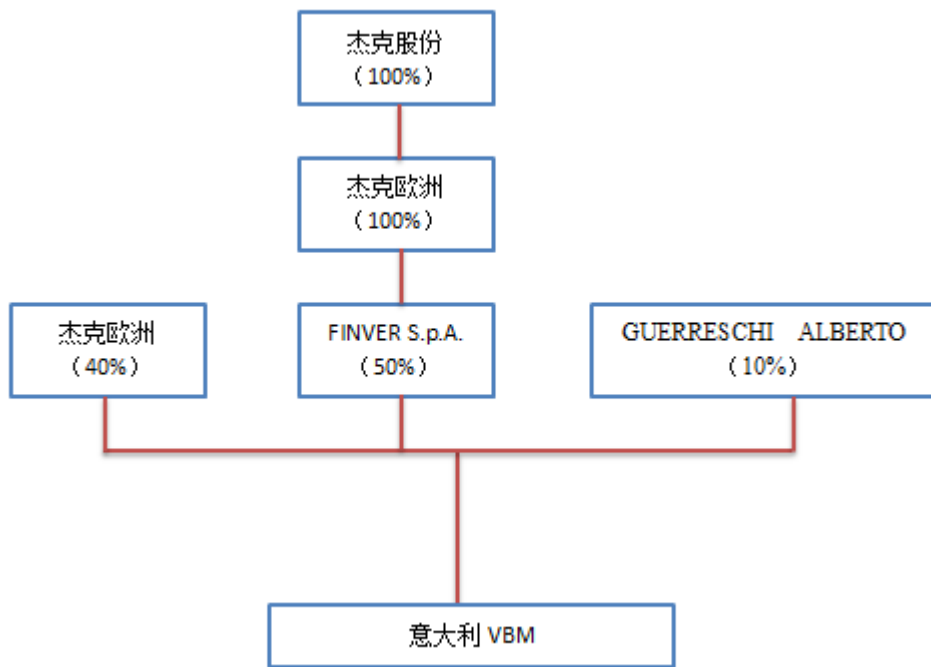 杰克股份
（100%）
杰克欧洲
（100%）
杰克欧洲
（40%）
FINVER S.p.A.
（50%）
GUERRESCHI ALBERTO
（10%）
意大利 VBM